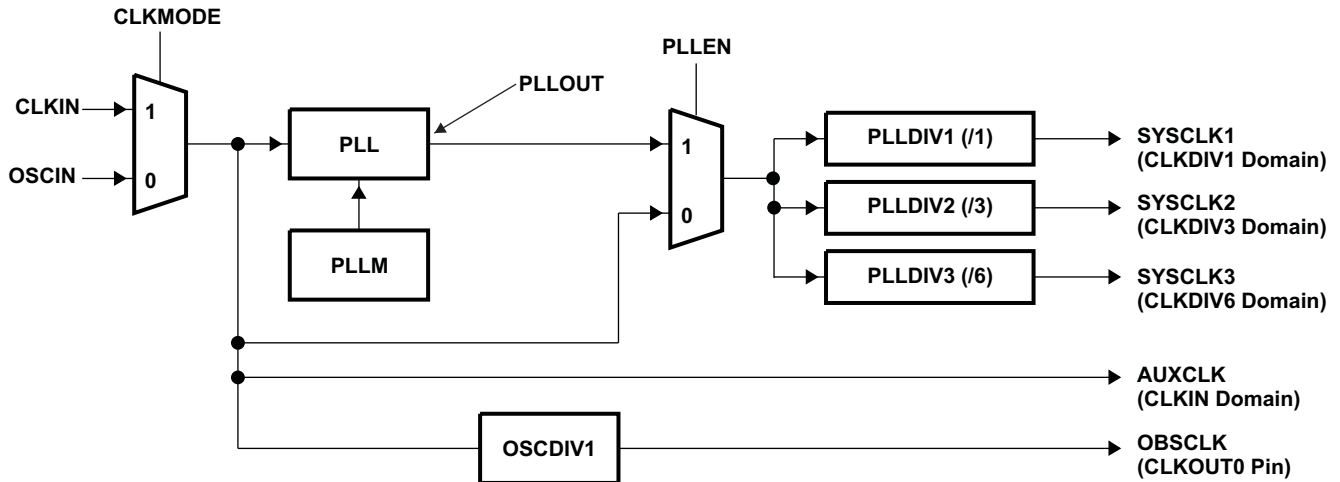 CLKMODE
CLKIN
OSCIN
1
0
PLL
PLLM
PLLOUT
PLLEN
1
0
PLLDIV1 (/1)
PLLDIV2 (/3)
PLLDIV3 (/6)
SYSCLK1
(CLKDIV1 Domain)
SYSCLK2
(CLKDIV3 Domain)
SYSCLK3
(CLKDIV6 Domain)
AUXCLK
(CLKIN Domain)
OSCDIV1
OBSCLK
(CLKOUT0 Pin)